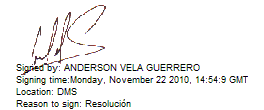 Signed by: ANDERSON VELA GUERRERO
Signing time:Monday, November 22 2010, 14:54:9 GMT
Location: DMS
Reason to sign: Resolución